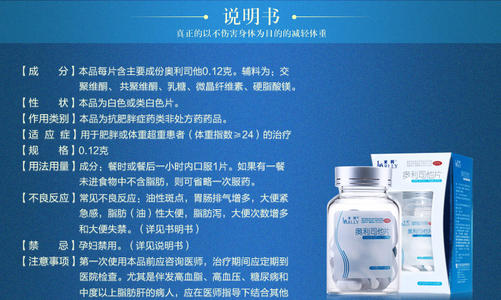 说明书
真正的以不伤害身体为目的的减轻体重
【成 分】本品每片含主要成份奥利司他0.12克。辅料为：交
聚维酮、共聚维酮、乳糖、微晶纤维素、硬脂酸镁。
【性 状】本品为白色或类白色片。
【作用类别】本品为抗肥胖症药类非处方药药品。
【适 应 症】用于肥胖或体重超重患者（体重指数≥24）的治疗
【规 格】0.12克
【用法用量】成分；餐时或餐后一小时内口服1片。如果有一餐
未进食物中不含脂肪，则可省略一次服药。
【不良反应】常见不良反应：油性斑点，胃肠排气增多，大便紧
急感，脂肪（油）性大便，脂肪泻，大便次数增多
和大便失禁。（详见说明书）
【禁 忌】孕妇禁用。（详见说明书）
【注意事项】第一次使用本品前应咨询医师，治疗期间应定期到
医院检查。尤其是伴发高血脂、高血压、糖尿病和
中度以上脂肪肝的病人，应在医师指导下结合其他
奥利司他片
奥利司他片